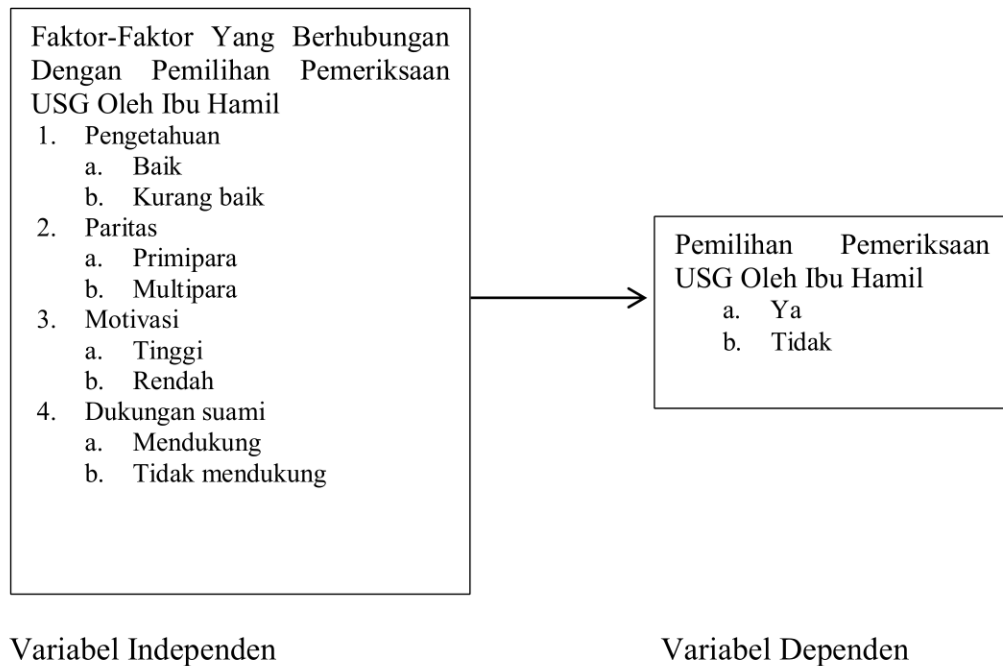 Faktor-Faktor Yang Berhubungan
Dengan Pemilihan Pemeriksaan
USG Oleh Ibu Hamil
1. Pengetahuan
a. Baik
b. Kurang baik
2. Paritas
a. Primipara
b. Multipara
3. Motivasi
a. Tinggi
b. Rendah
4. Dukungan suami
a. Mendukung
b. Tidak mendukung
Pemilihan Pemeriksaan
USG Oleh Ibu Hamil
a. Ya
b. Tidak
Variabel Independen
Variabel Dependen